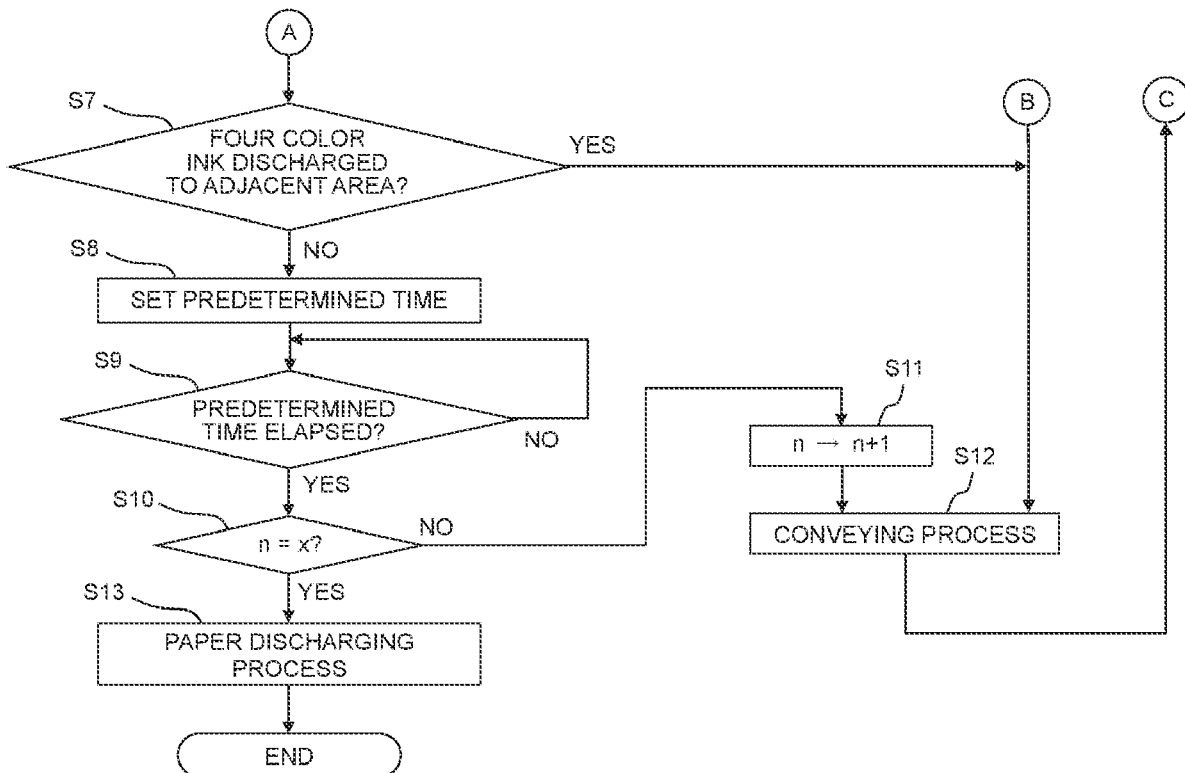 A
S7
FOUR COLOR
INK DISCHARGED
TO ADJACENT AREA?
YES
B
C
NO
S8
SET PREDETERMINED TIME
S9
PREDETERMINED
TIME ELAPSED?
NO
YES
S10
n = x?
NO
S11
n → n+1
S12
CONVEYING PROCESS
YES
S13
PAPER DISCHARGING
PROCESS
END